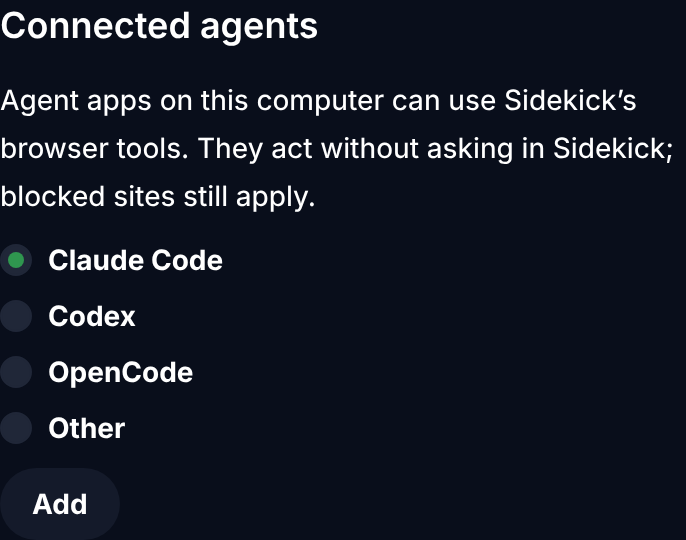 Connected agents
Agent apps on this computer can use Sidekick’s
browser tools. They act without asking in Sidekick;
blocked sites still apply.
Claude Code
Codex
OpenCode
Other
Add